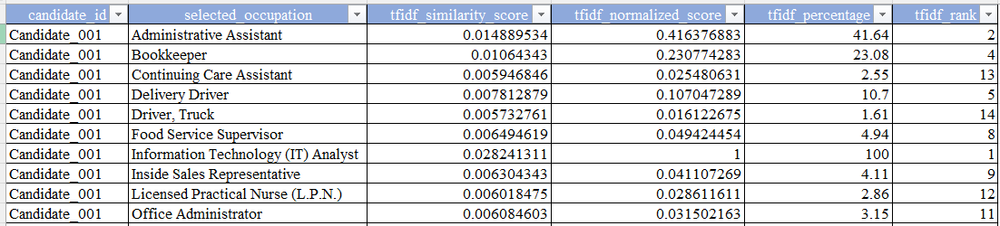 candidate_id selected_occupation tfidf_similarity_score tfidf_normalized_score tfidf_percentage tfidf_rank
Candidate_001 Administrative Assistant 0.014889534 0.416376883 41.64 2
Candidate_001 Bookkeeper 0.01064343 0.230774283 23.08 4
Candidate_001 Continuing Care Assistant 0.005946846 0.025480631 2.55 13
Candidate_001 Delivery Driver 0.007812879 0.107047289 10.7 5
Candidate_001 Driver, Truck 0.005732761 0.016122675 1.61 14
Candidate_001 Food Service Supervisor 0.006494619 0.049424454 4.94 8
Candidate_001 Information Technology (IT) Analyst 0.028241311 1 100 1
Candidate_001 Inside Sales Representative 0.006304343 0.041107269 4.11 9
Candidate_001 Licensed Practical Nurse (L.P.N.) 0.006018475 0.028611611 2.86 12
Candidate_001 Office Administrator 0.006084603 0.031502163 3.15 11